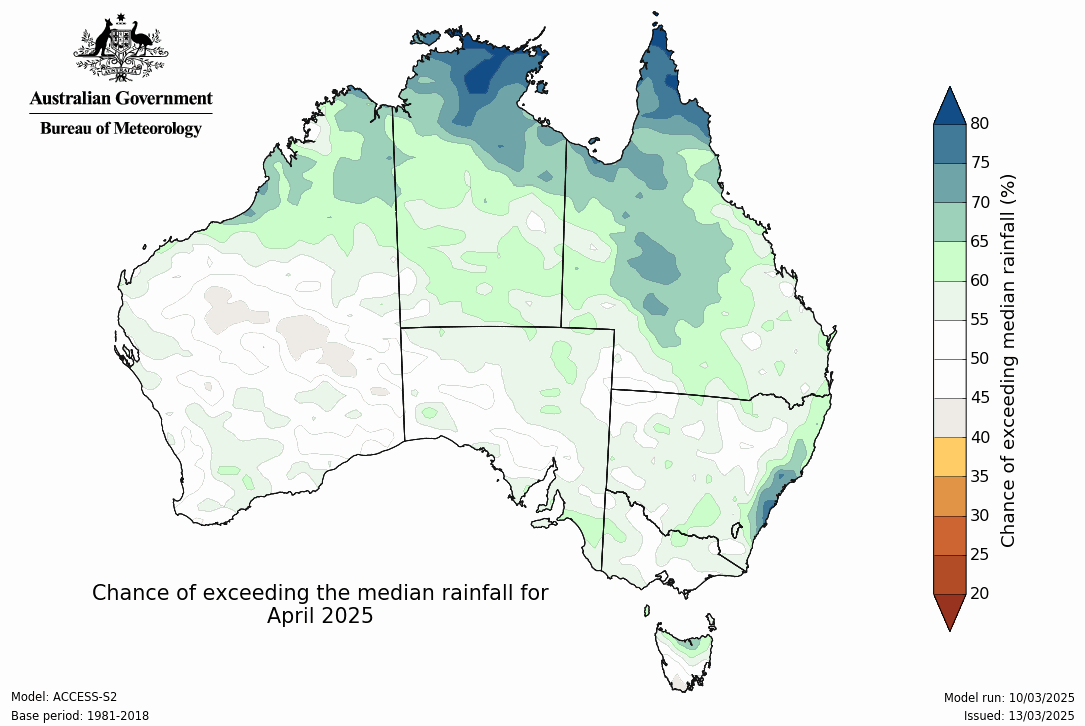 Australian Government
Bureau of Meteorology
80
75
70
65
60
55
50
45
40
35
30
25
20
Chance of exceeding median rainfall (%)
Chance of exceeding the median rainfall for
April 2025
Model: ACCESS-S2
Base period: 1981-2018
Model run: 10/03/2025
Issued: 13/03/2025